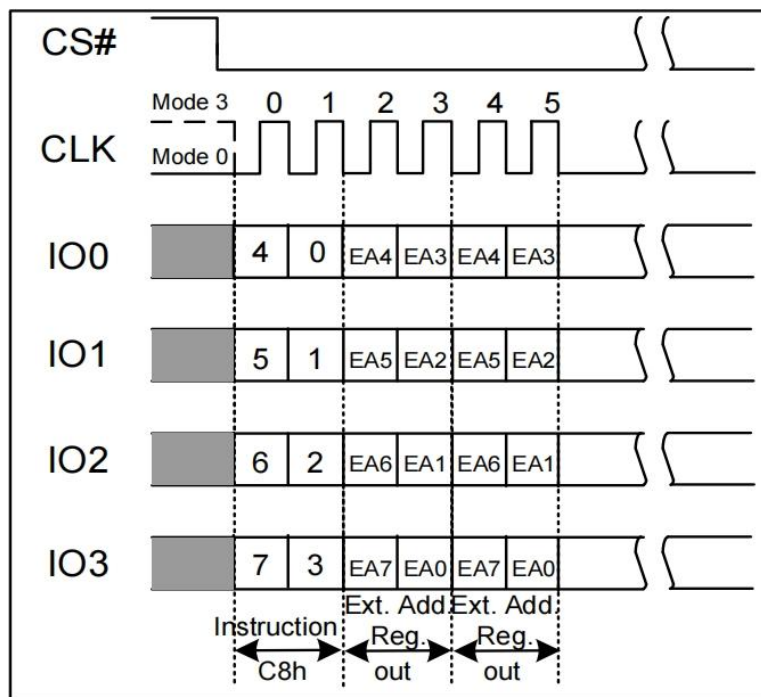 CS#
Mode 3 0 1 2 3 4 5
CLK Mode 0
IO0 4 0 EA4 EA3 EA4 EA3
IO1 5 1 EA5 EA2 EA5 EA2
IO2 6 2 EA6 EA1 EA6 EA1
IO3 7 3 EA7 EA0 EA7 EA0
Ext. Add. Ext. Add.
Instruction Reg. Reg.
C8h out out